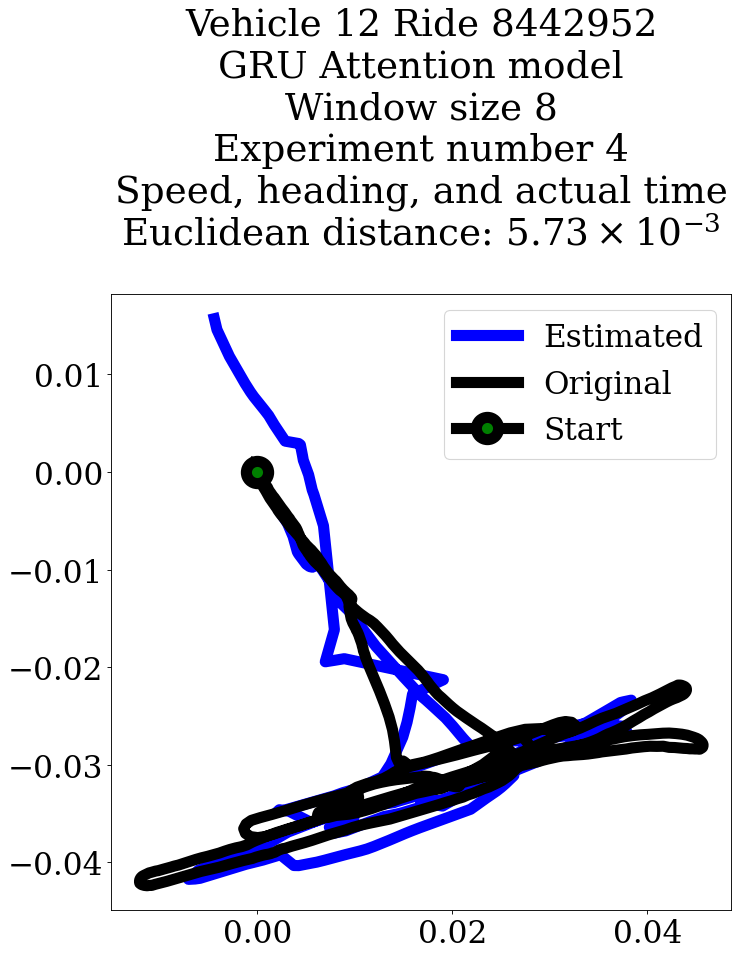 Vehicle 12 Ride 8442952
GRU Attention model
Window size 8
Experiment number 4
Speed, heading, and actual time
Euclidean distance: 5.73 × 10⁻³
Estimated
Original
Start
0.01
0.00
−0.01
−0.02
−0.03
−0.04
0.00 0.02 0.04